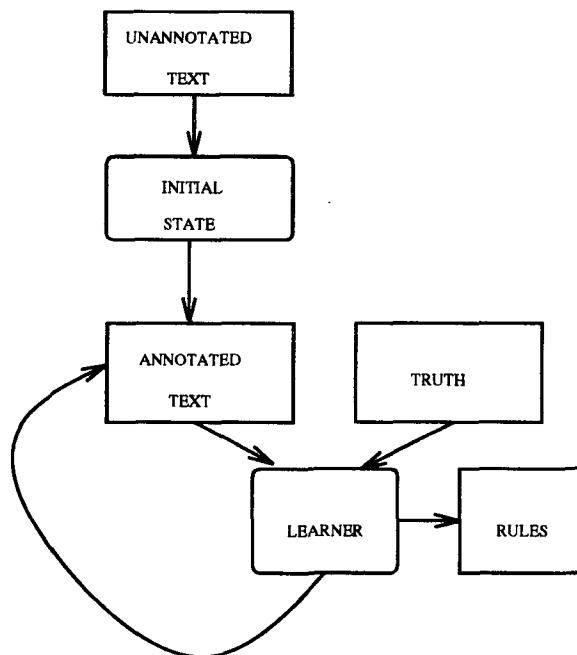 UNANNOTATED
TEXT
INITIAL
STATE
ANNOTATED
TEXT
TRUTH
LEARNER
RULES